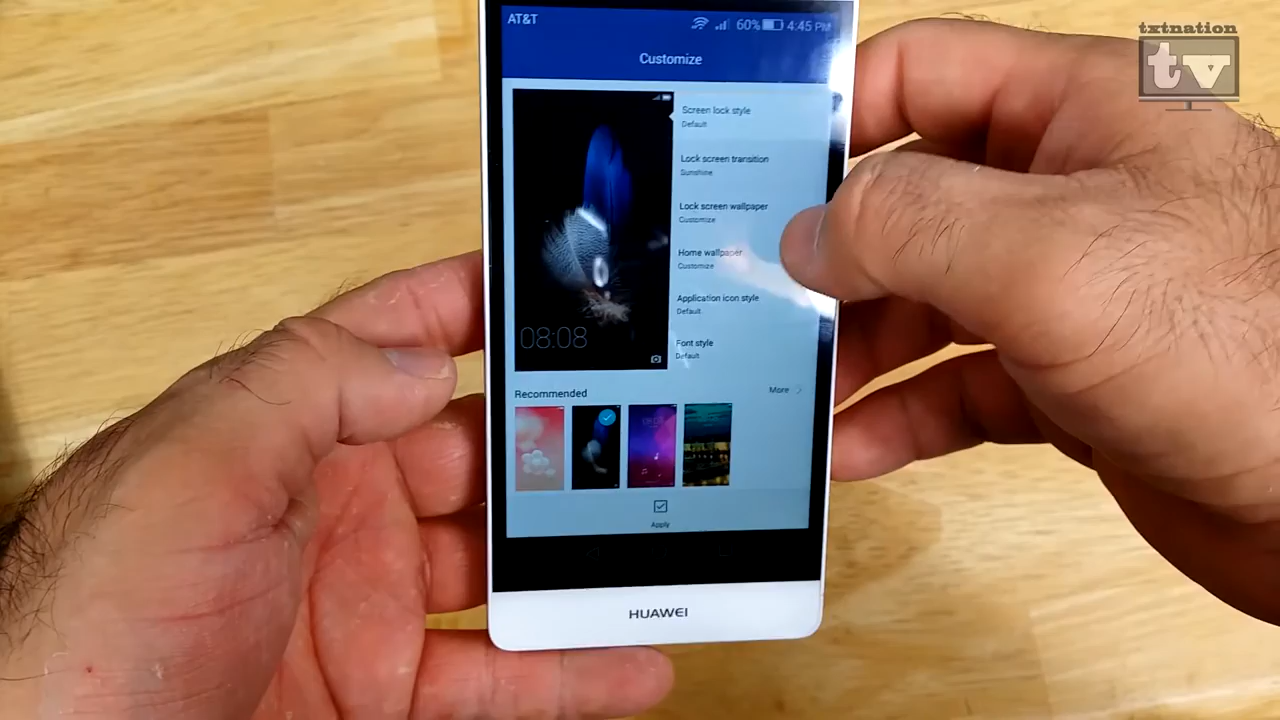 AT&T 60% 4:45 PM
txtnation
tv
Customize
Screen lock style
Default
Lock screen transition
Sunshine
Lock screen wallpaper
Customize
Home wallpaper
Customize
Application icon style
Default
Font style
Default
08:08
Recommended More
Apply
HUAWEI